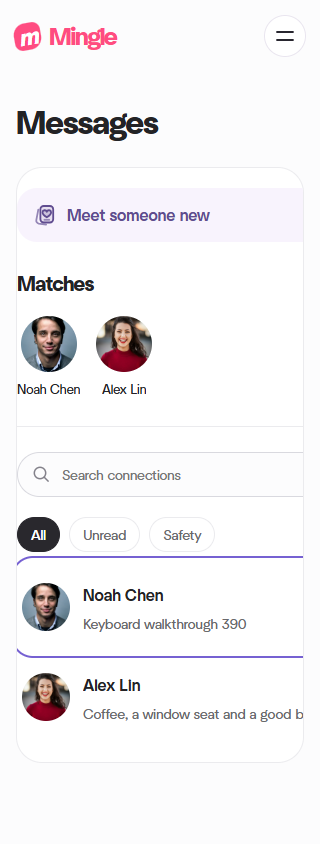 m Mingle
Messages
Meet someone new
Matches
Noah Chen
Alex Lin
Search connections
All
Unread
Safety
Noah Chen
Keyboard walkthrough 390
Alex Lin
Coffee, a window seat and a good b